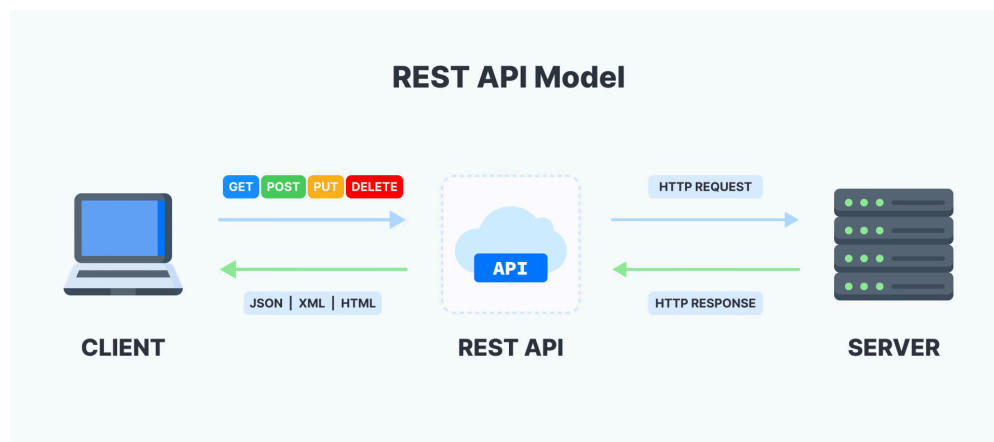 REST API Model
GET POST PUT DELETE
HTTP REQUEST
API
JSON | XML | HTML
HTTP RESPONSE
CLIENT
REST API
SERVER